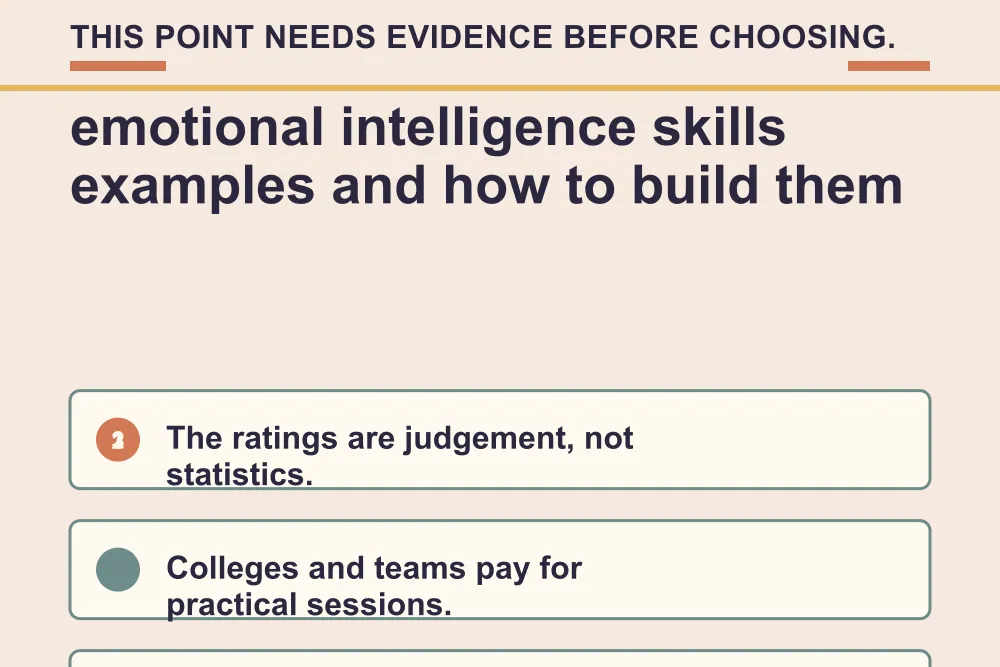 THIS POINT NEEDS EVIDENCE BEFORE CHOOSING.
emotional intelligence skills
examples and how to build them
The ratings are judgement, not
statistics.
Colleges and teams pay for
practical sessions.